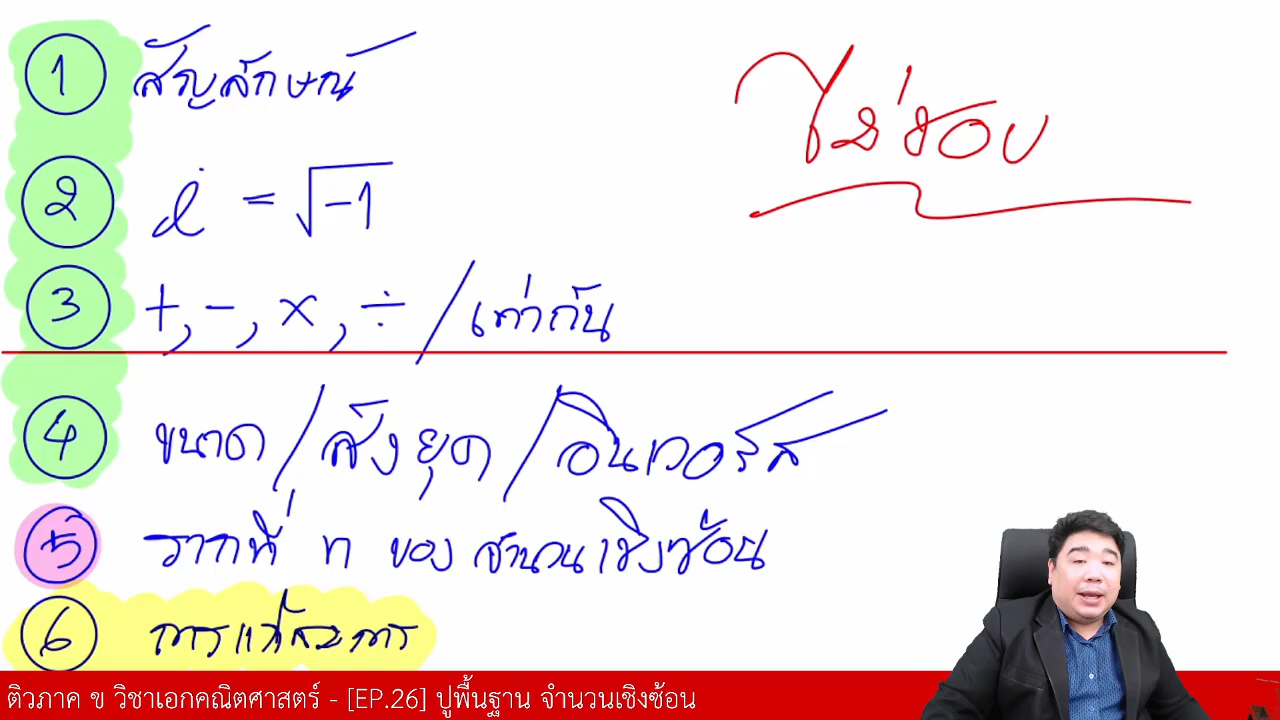 1 สัญลักษณ์
ไม่ชอบ
2 i = √-1
3 +, -, x, ÷ / เท่ากัน
4 ขนาด / สังยุค / อินเวอร์ส
5 รากที่ n ของ จำนวนเชิงซ้อน
6 การแก้สมการ
ติวภาค ข วิชาเอกคณิตศาสตร์ - [EP.26] ปูพื้นฐาน จำนวนเชิงซ้อน